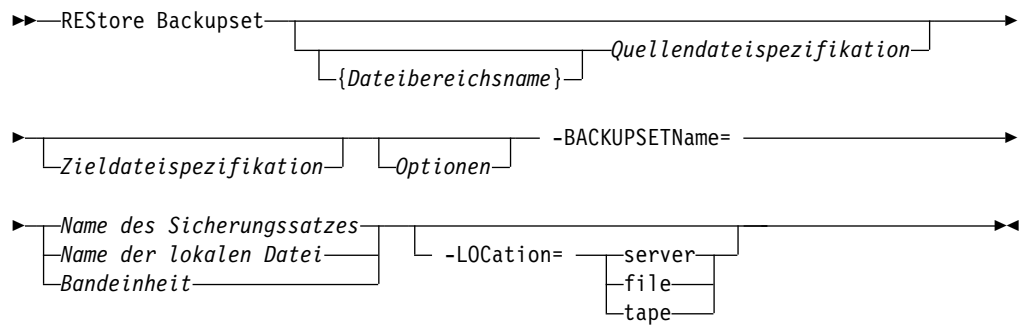 REStore Backupset
{Dateibereichsname} Quellendateispezifikation
Zieldateispezifikation Optionen -BACKUPSETName=
Name des Sicherungssatzes
Name der lokalen Datei
Bandeinheit
-LOCation= server
file
tape